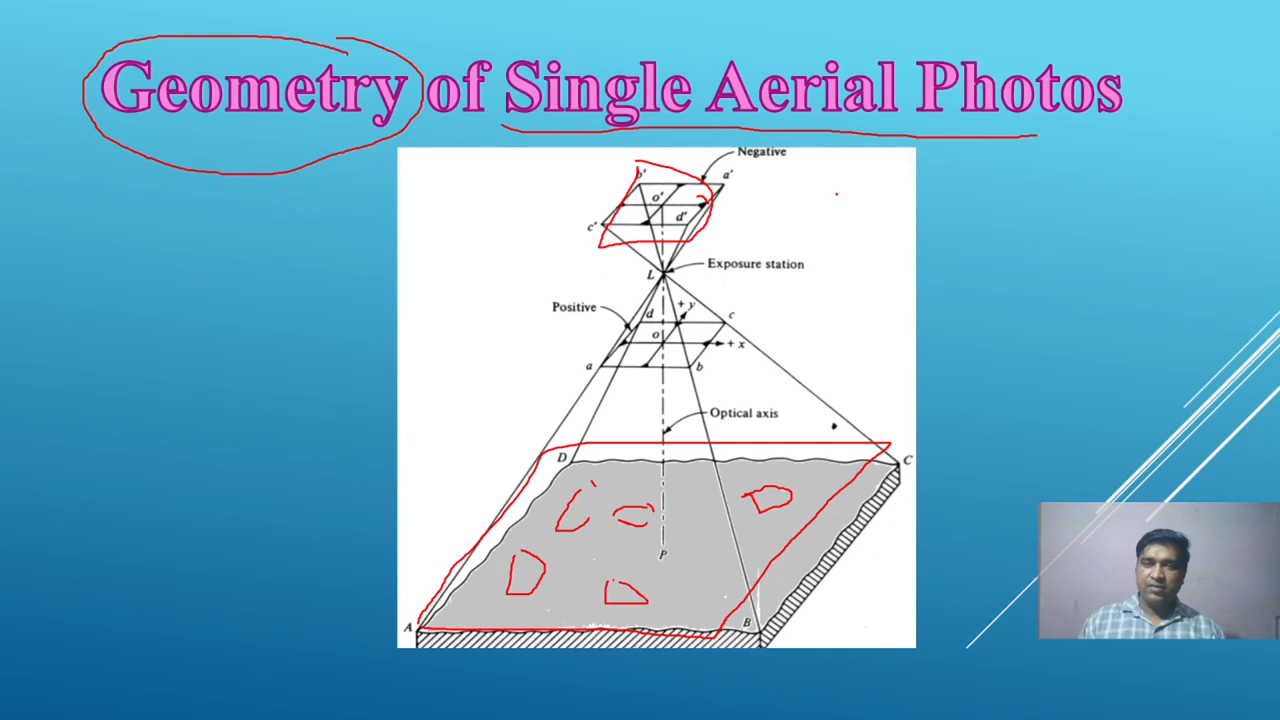 Geometry of Single Aerial Photos
Negative
b' a'
o'
d'
c'
Exposure station
L
+ y
Positive
d c
o
+ x
a b
Optical axis
D C
P
A B